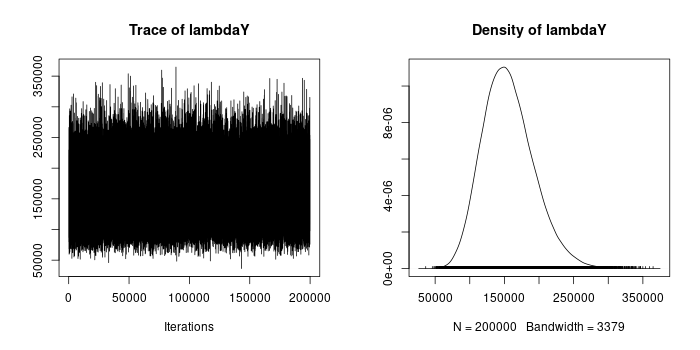 Trace of lambdaY
350000
250000
150000
50000
0
50000
100000
150000
200000
Iterations
Density of lambdaY
8e-06
4e-06
0e+00
50000
150000
250000
350000
N = 200000 Bandwidth = 3379